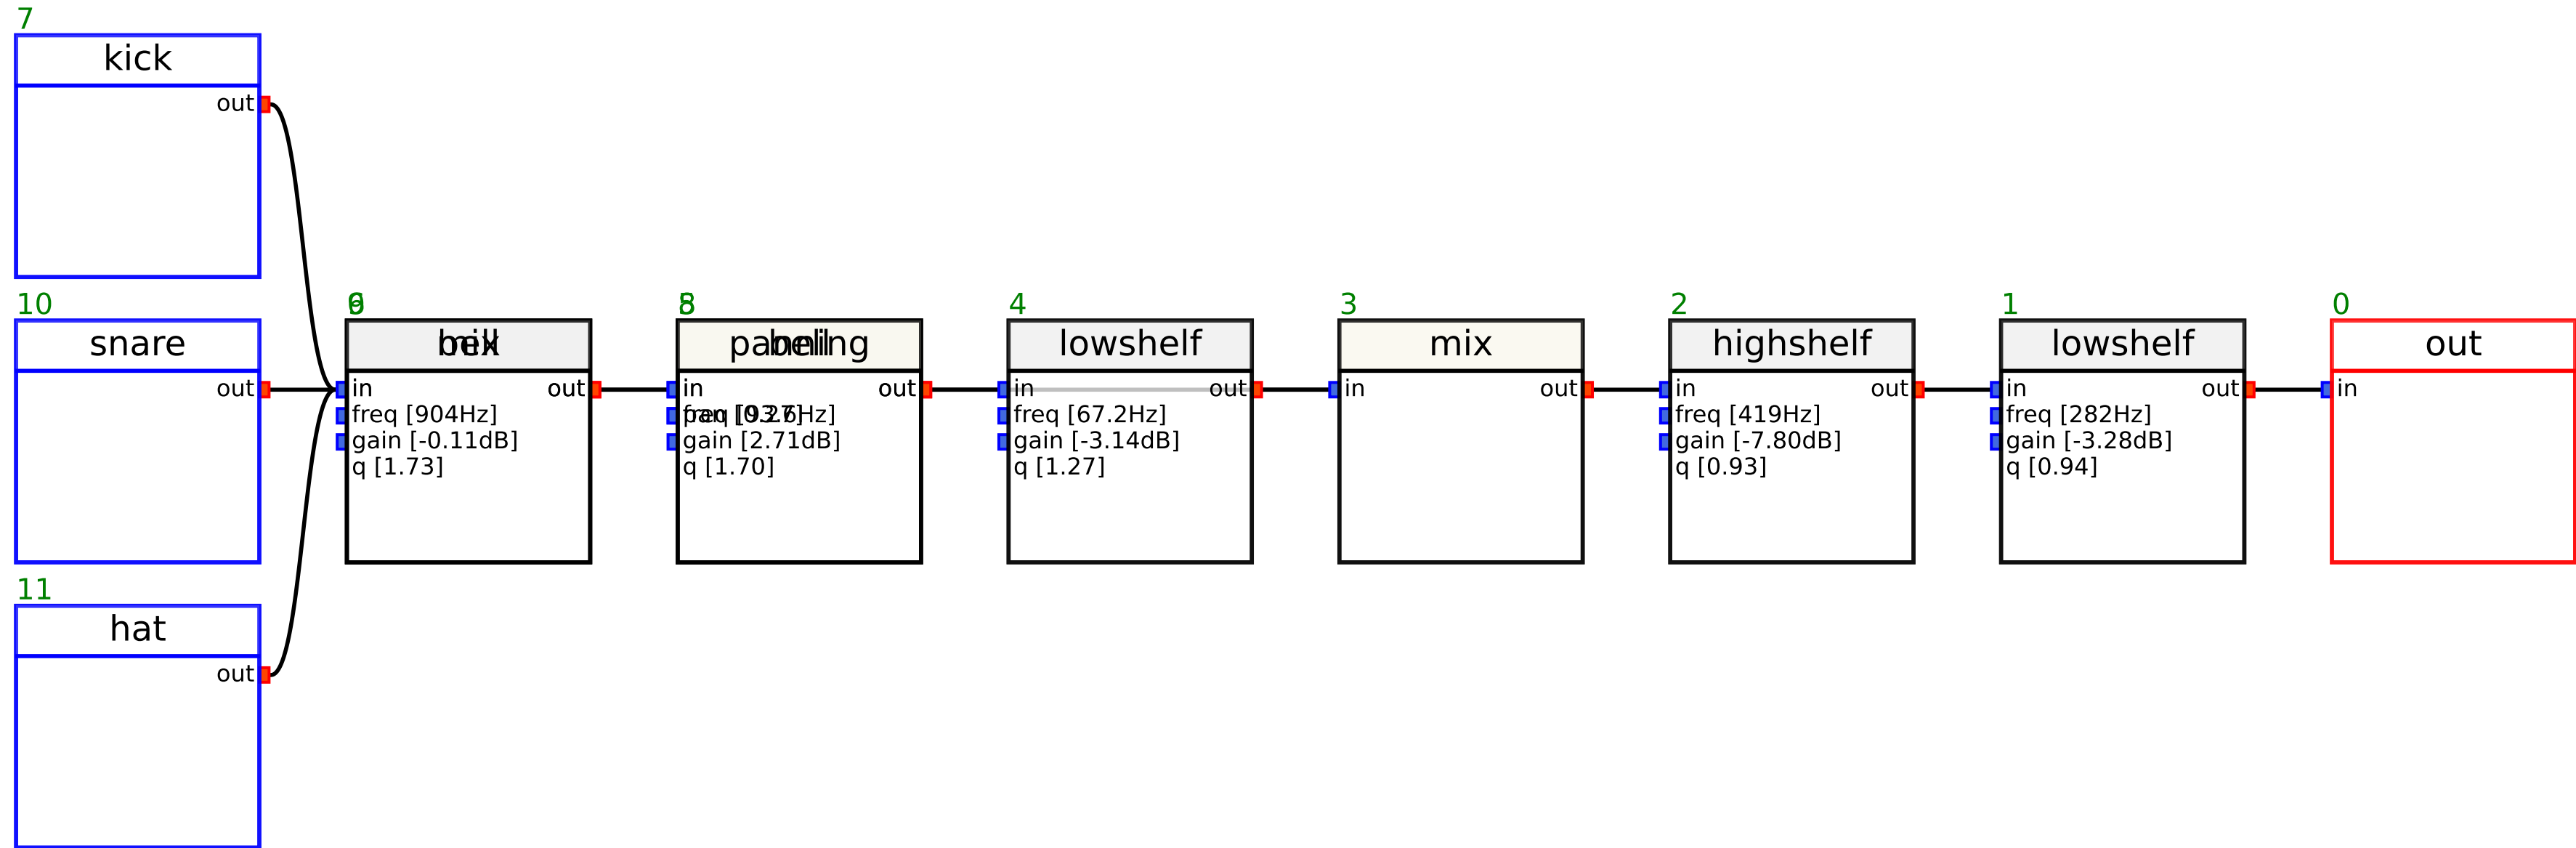 7
kick
out
10
snare
out
11
hat
out
in
out
freq [904Hz]
gain [-0.11dB]
q [1.73]
in
out
gain [2.71dB]
q [1.70]
4
lowshelf
in
out
freq [67.2Hz]
gain [-3.14dB]
q [1.27]
3
mix
in
out
2
highshelf
in
out
freq [419Hz]
gain [-7.80dB]
q [0.93]
1
lowshelf
in
out
freq [282Hz]
gain [-3.28dB]
q [0.94]
0
out
in